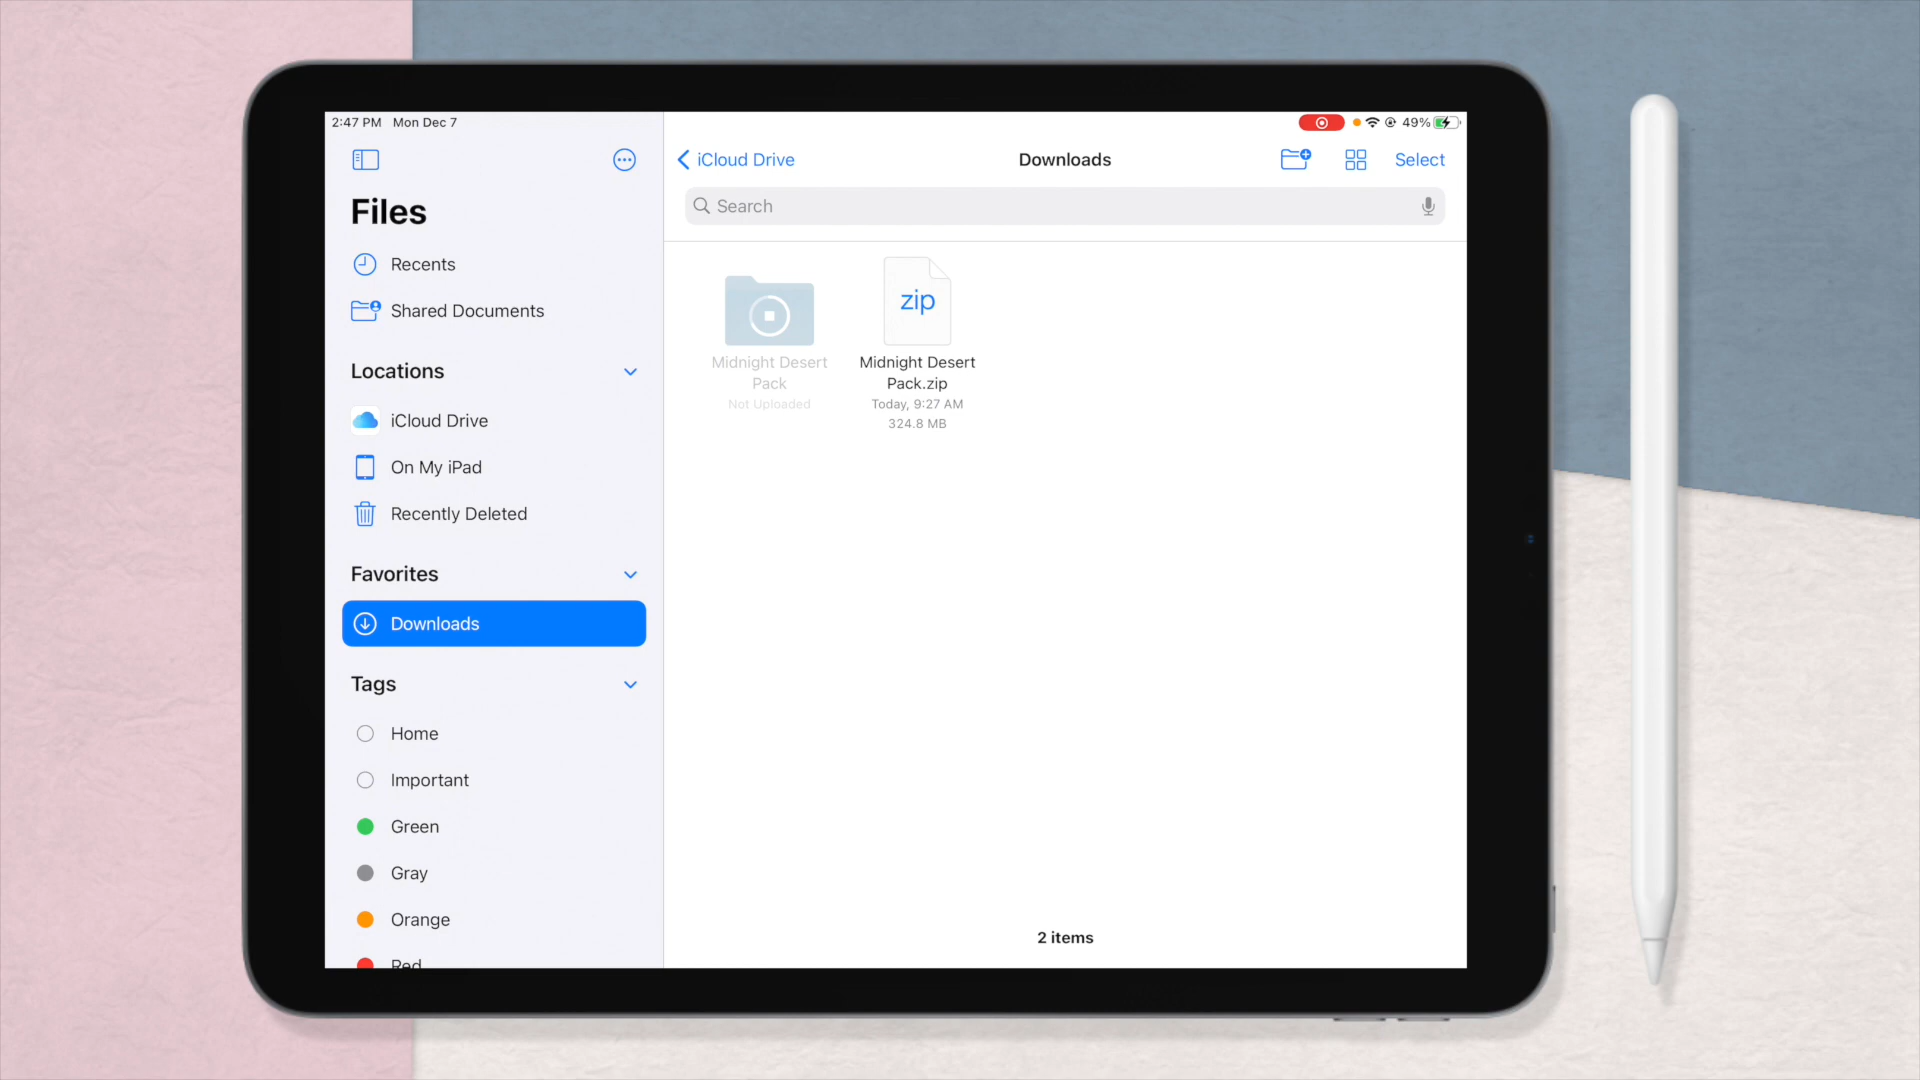 2:47 PM Mon Dec 7
49%
Files
Recents
Shared Documents
Locations
iCloud Drive
On My iPad
Recently Deleted
Favorites
Downloads
Tags
Home
Important
Green
Gray
Orange
Red
iCloud Drive
Downloads
Select
Search
Midnight Desert
Pack
Not Uploaded
zip
Midnight Desert
Pack.zip
Today, 9:27 AM
324.8 MB
2 items